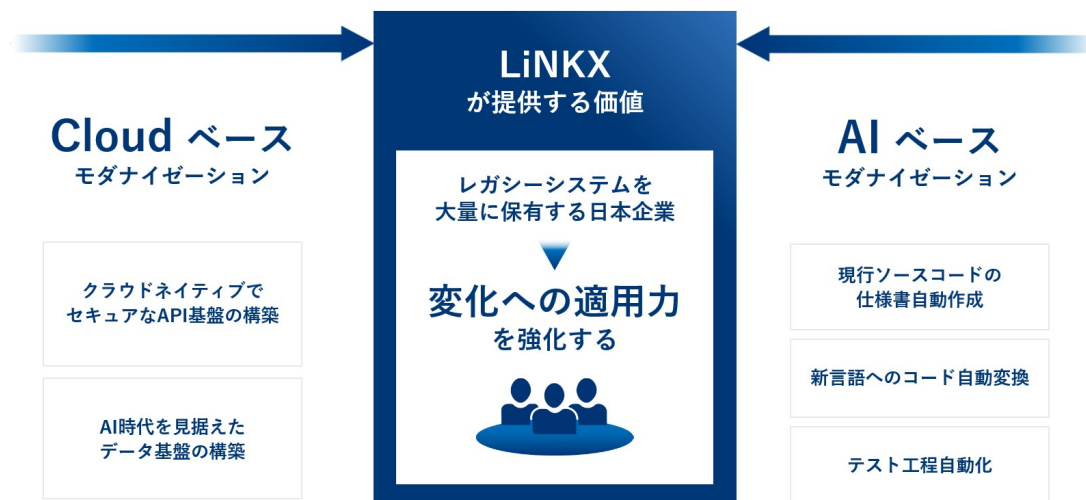 Cloud ベース
モダナイゼーション
クラウドネイティブで
セキュアなAPI基盤の構築
AI時代を見据えた
データ基盤の構築
LiNKX
が提供する価値
レガシーシステムを
大量に保有する日本企業
変化への適用力
を強化する
AI ベース
モダナイゼーション
現行ソースコードの
仕様書自動作成
新言語へのコード自動変換
テスト工程自動化